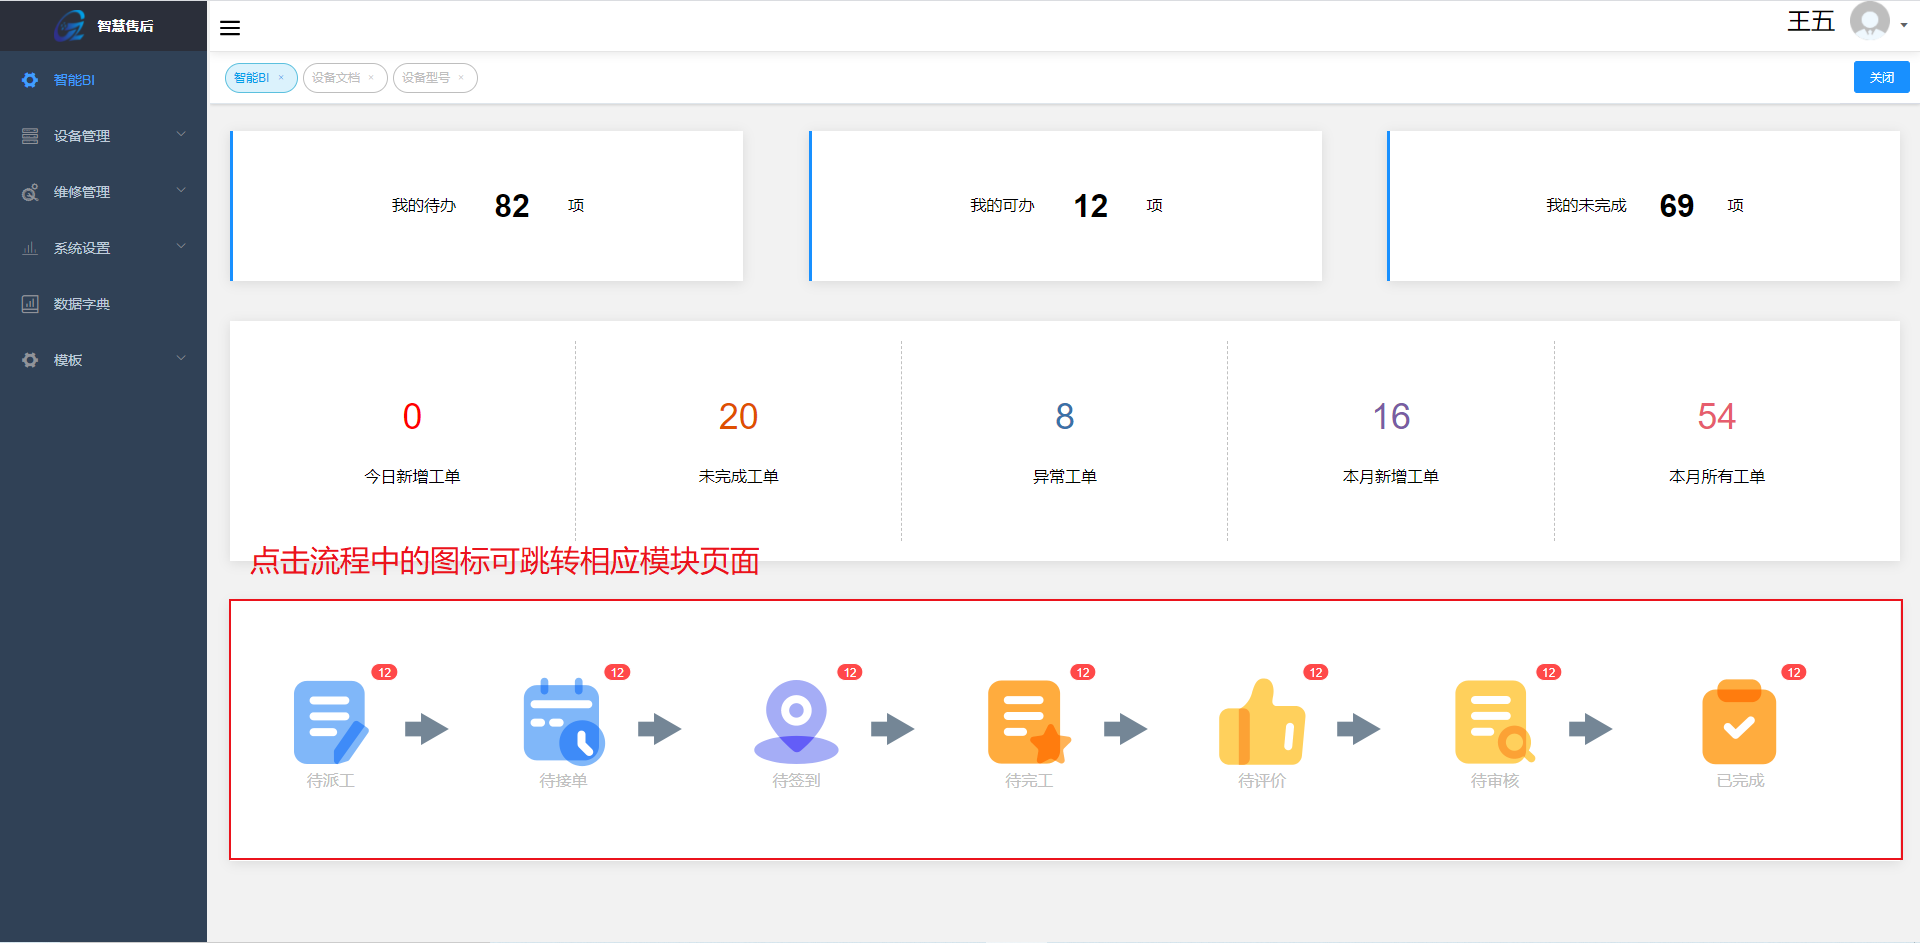 智慧售后
王五
智能BI
设备管理
维修管理
系统设置
数据字典
模板
智能BI ×
设备文档 ×
设备型号 ×
关闭
我的待办 82 项
我的可办 12 项
我的未完成 69 项
0
今日新增工单
20
未完成工单
8
异常工单
16
本月新增工单
54
本月所有工单
点击流程中的图标可跳转相应模块页面
12
待派工
12
待接单
12
待签到
12
待完工
12
待评价
12
待审核
12
已完成